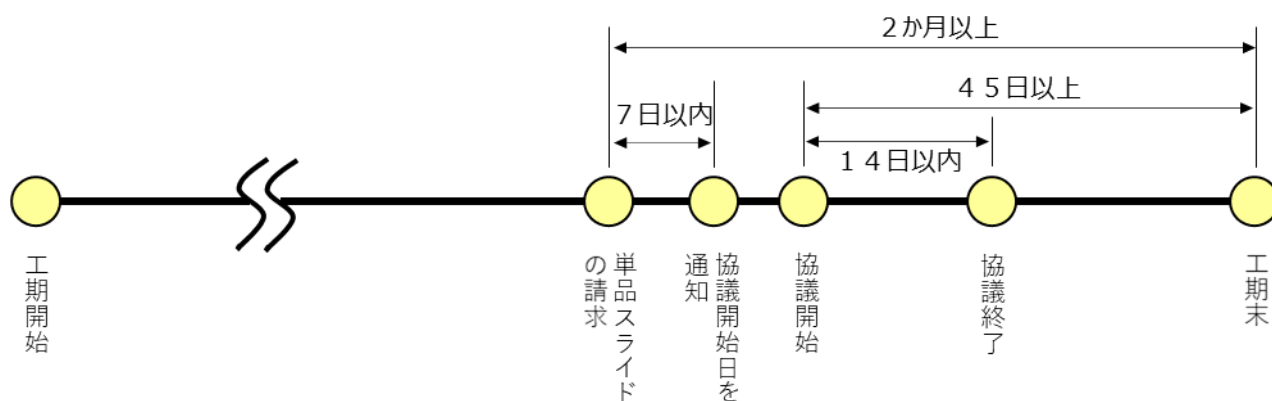 ２か月以上
４５日以上
７日以内
１４日以内
工期開始
単品スライド
の請求
協議開始日を
通知
協議開始
協議終了
工期末